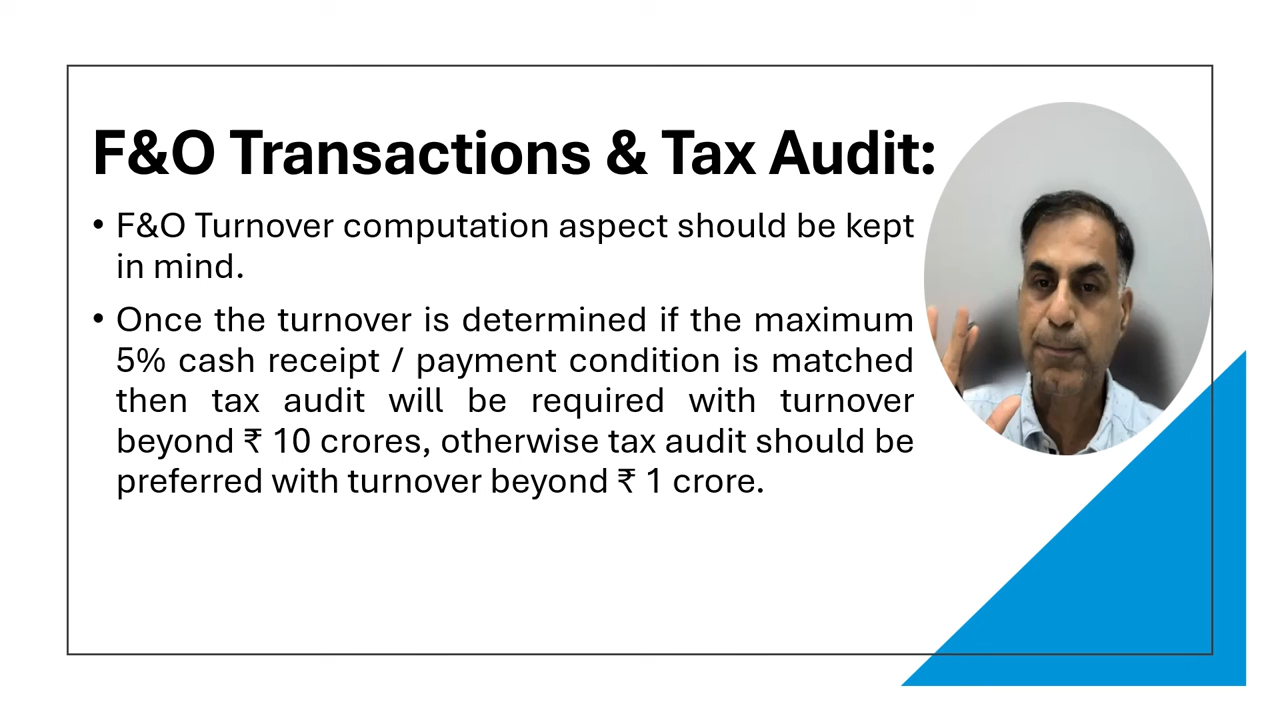 F&O Transactions & Tax Audit:
• F&O Turnover computation aspect should be kept
in mind.
• Once the turnover is determined if the maximum
5% cash receipt / payment condition is matched
then tax audit will be required with turnover
beyond ₹ 10 crores, otherwise tax audit should be
preferred with turnover beyond ₹ 1 crore.